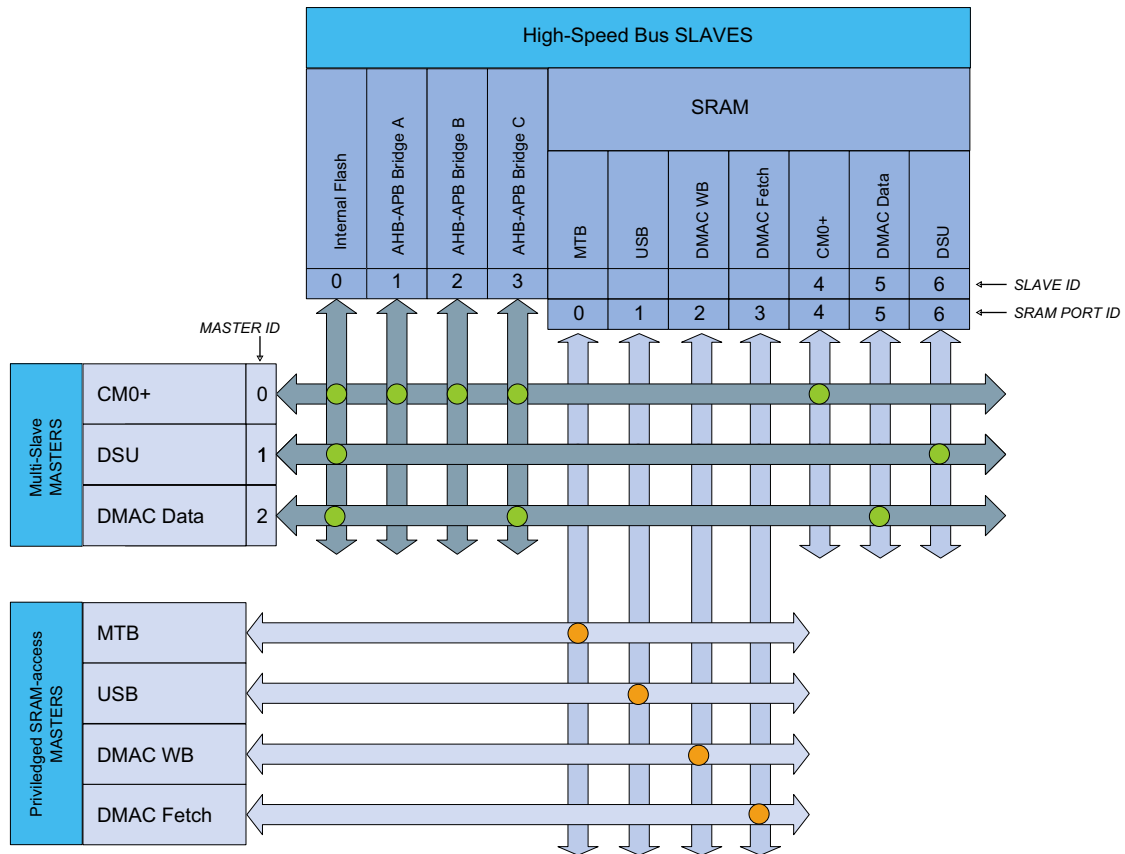 High-Speed Bus SLAVES
SRAM
Internal Flash
AHB-APB Bridge A
AHB-APB Bridge B
AHB-APB Bridge C
MTB
USB
DMAC WB
DMAC Fetch
CM0+
DMAC Data
DSU
0 1 2 3 4 5 6 SLAVE ID
0 1 2 3 4 5 6 SRAM PORT ID
MASTER ID
Multi-Slave
MASTERS
CM0+ 0
DSU 1
DMAC Data 2
Priviledged SRAM-access
MASTERS
MTB
USB
DMAC WB
DMAC Fetch